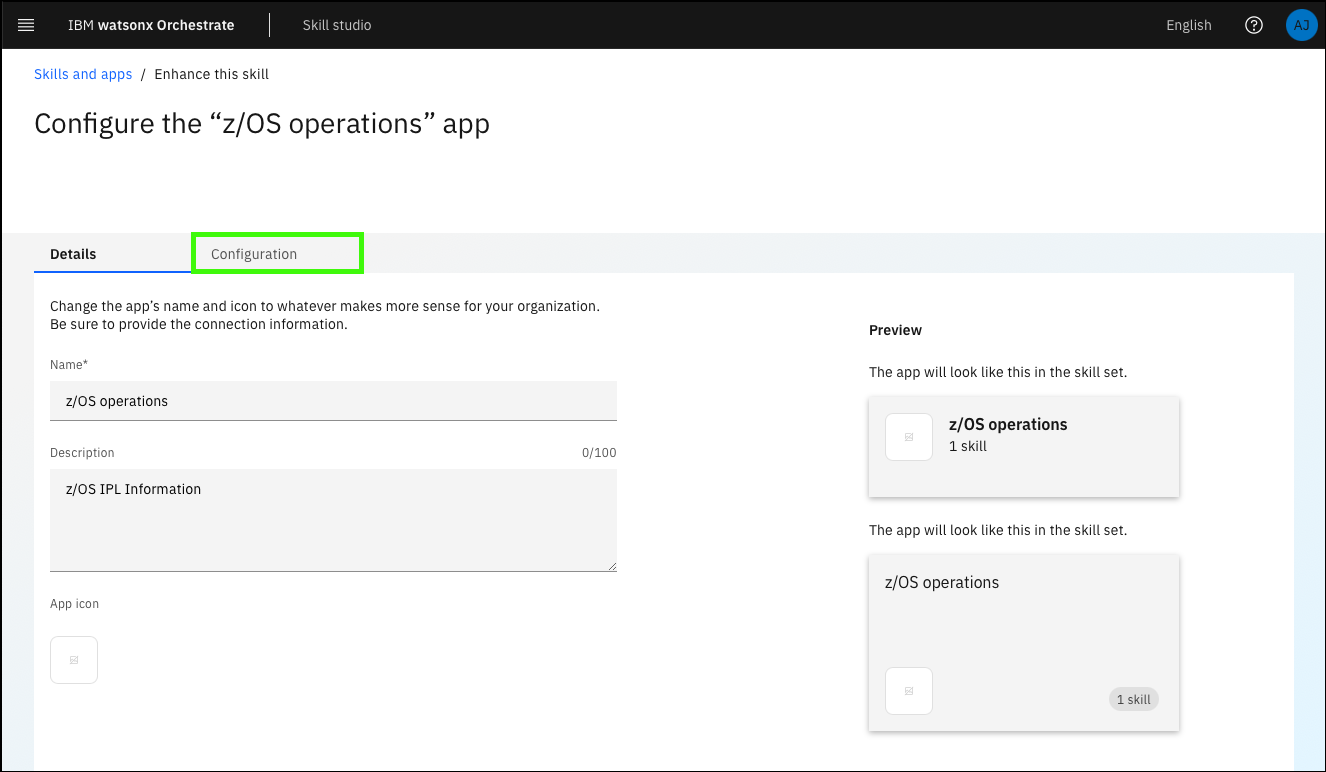 IBM watsonx Orchestrate
Skill studio
English
AJ
Skills and apps / Enhance this skill
Configure the “z/OS operations” app
Details
Configuration
Change the app’s name and icon to whatever makes more sense for your organization.
Be sure to provide the connection information.
Name*
z/OS operations
Description
0/100
z/OS IPL Information
App icon
Preview
The app will look like this in the skill set.
z/OS operations
1 skill
The app will look like this in the skill set.
z/OS operations
1 skill